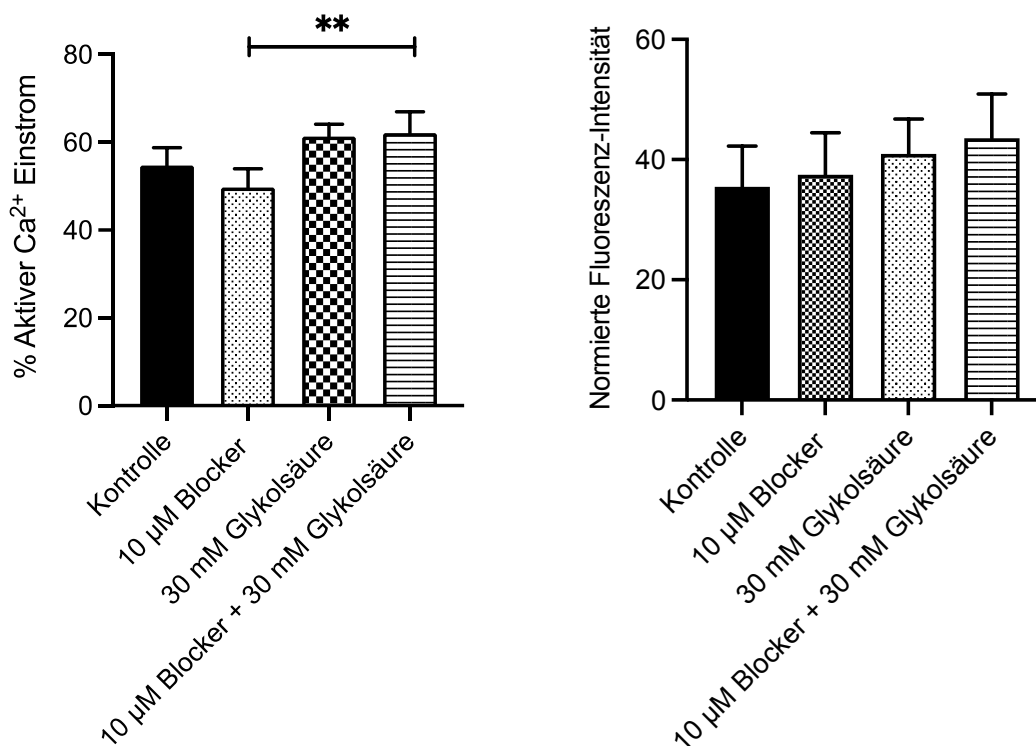 **
% Aktiver Ca²⁺ Einstrom
80
60
40
20
0
Kontrolle
10 µM Blocker
30 mM Glykolsäure
10 µM Blocker + 30 mM Glykolsäure
Normierte Fluoreszenz-Intensität
60
40
20
0
Kontrolle
10 µM Blocker
30 mM Glykolsäure
10 µM Blocker + 30 mM Glykolsäure